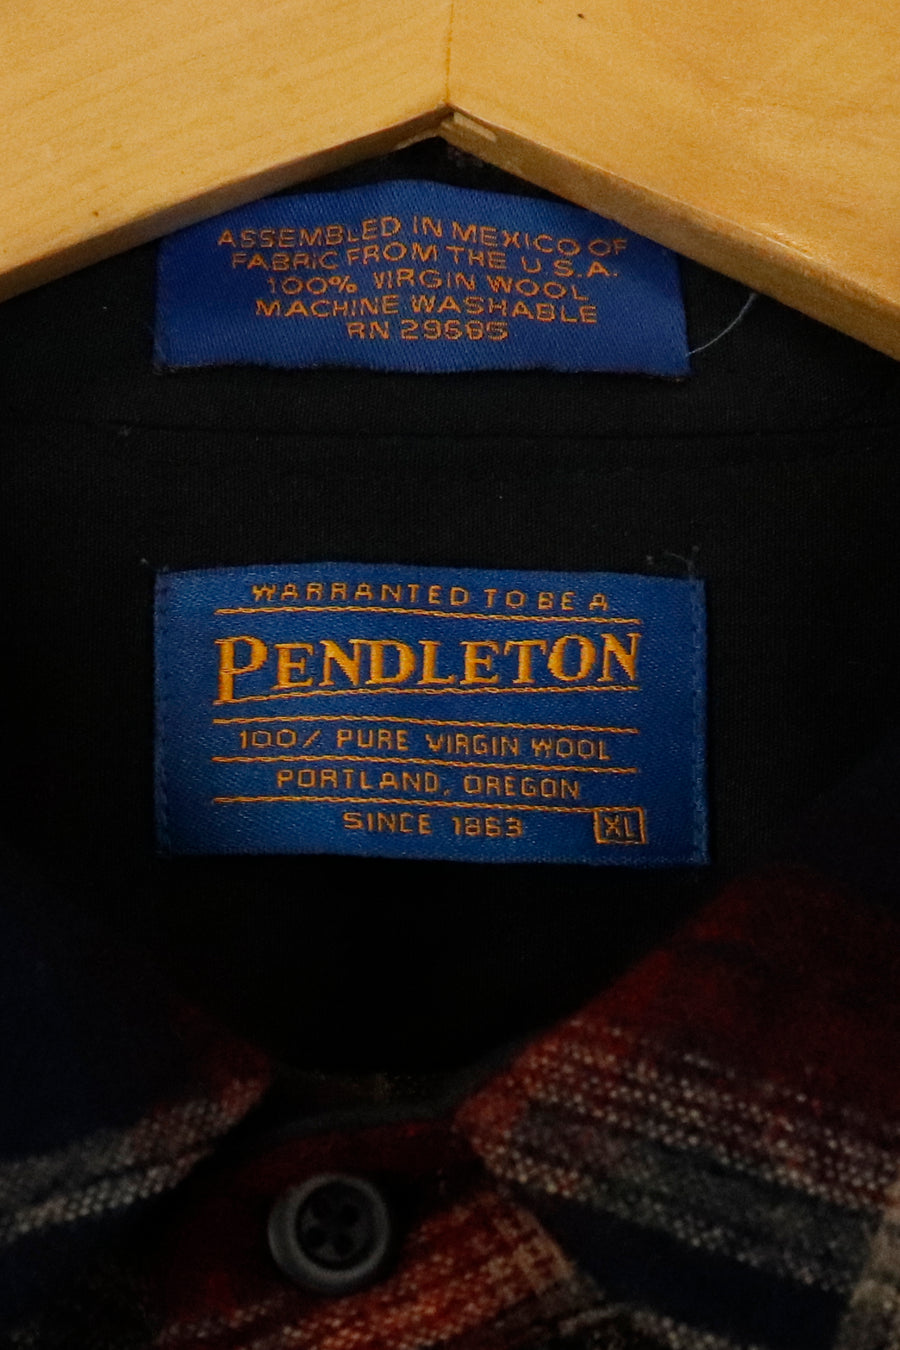 ASSEMBLED IN MEXICO OF
FABRIC FROM THE U.S.A.
100% VIRGIN WOOL
MACHINE WASHABLE
RN 29685
WARRANTED TO BE A
PENDLETON
100% PURE VIRGIN WOOL
PORTLAND, OREGON
SINCE 1863
XL